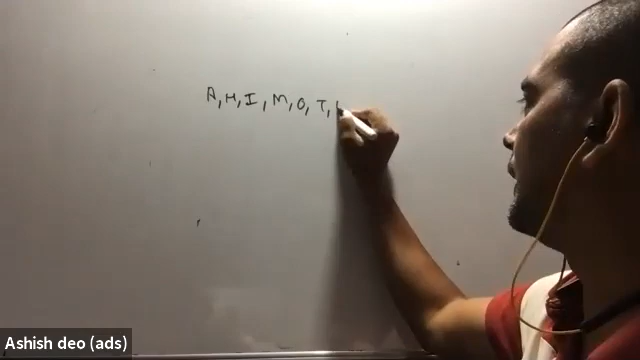 A, H, I, M, O, T,
Ashish deo (ads)